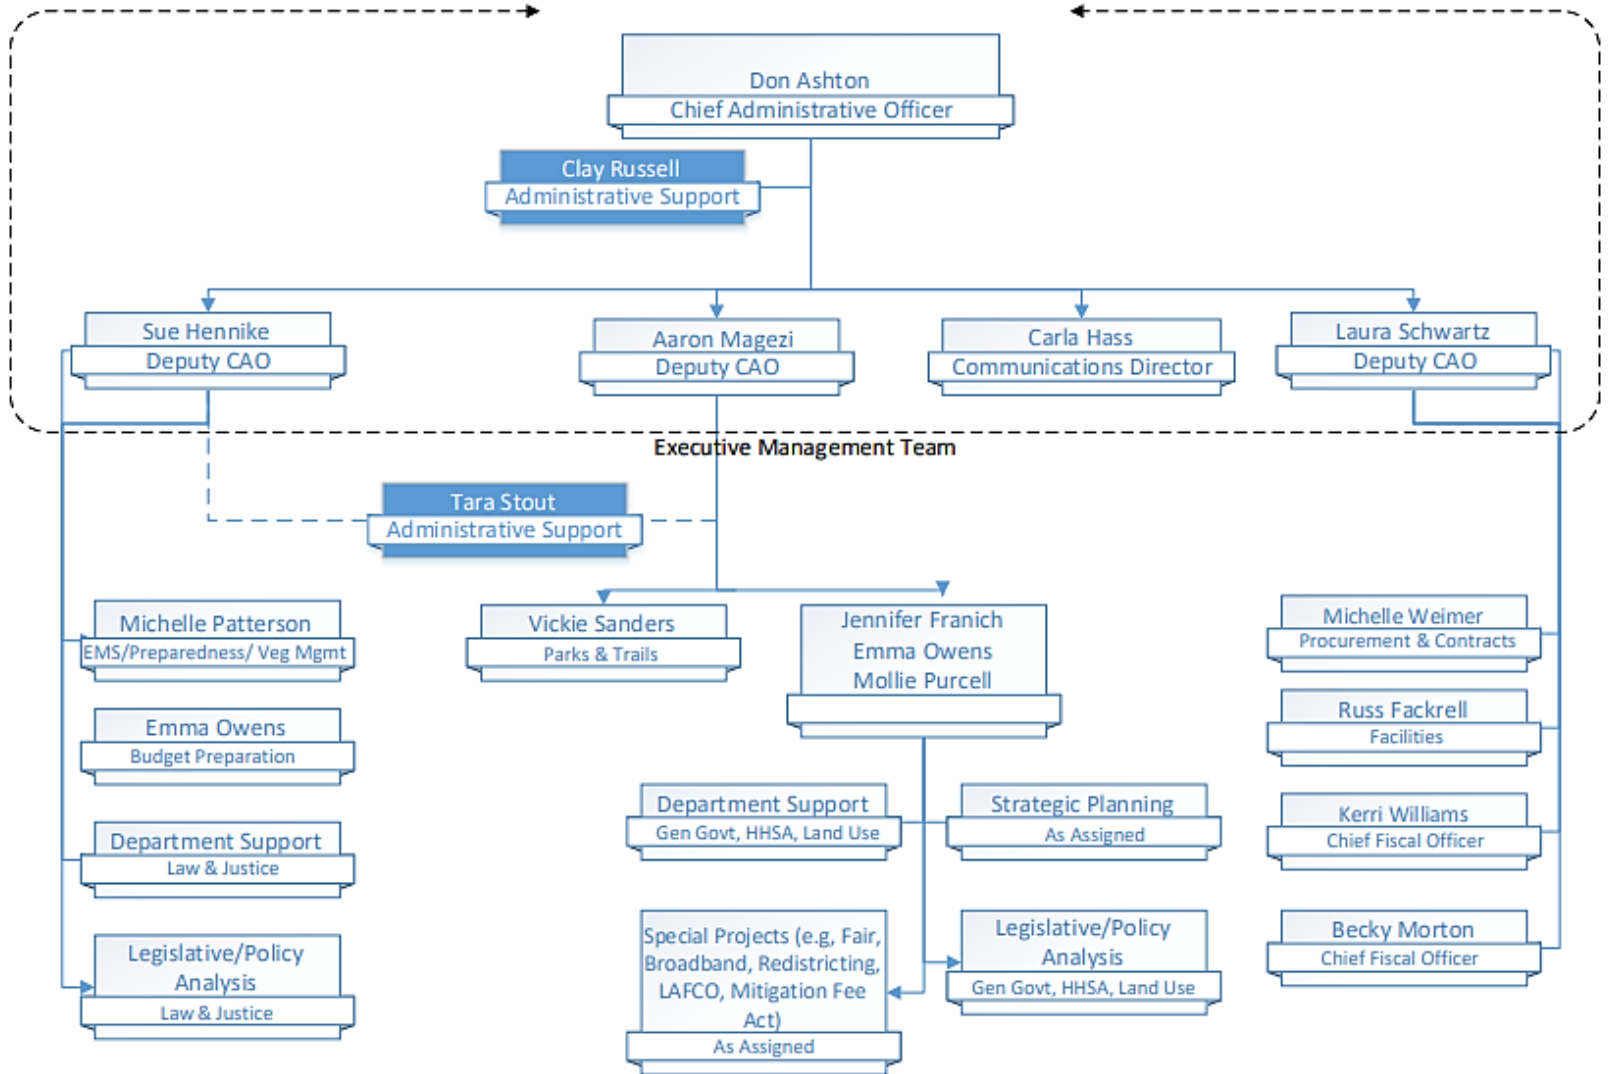 Don Ashton
Chief Administrative Officer
Clay Russell
Administrative Support
Sue Hennike
Deputy CAO
Aaron Magezi
Deputy CAO
Carla Hass
Communications Director
Laura Schwartz
Deputy CAO
Executive Management Team
Tara Stout
Administrative Support
Michelle Patterson
EMS/Preparedness/ Veg Mgmt
Emma Owens
Budget Preparation
Department Support
Law & Justice
Legislative/Policy
Analysis
Law & Justice
Vickie Sanders
Parks & Trails
Jennifer Franich
Emma Owens
Mollie Purcell
Department Support
Gen Govt, HHSA, Land Use
Strategic Planning
As Assigned
Special Projects (e.g, Fair,
Broadband, Redistricting,
LAFCO, Mitigation Fee
Act)
As Assigned
Legislative/Policy
Analysis
Gen Govt, HHSA, Land Use
Michelle Weimer
Procurement & Contracts
Russ Fackrell
Facilities
Kerri Williams
Chief Fiscal Officer
Becky Morton
Chief Fiscal Officer